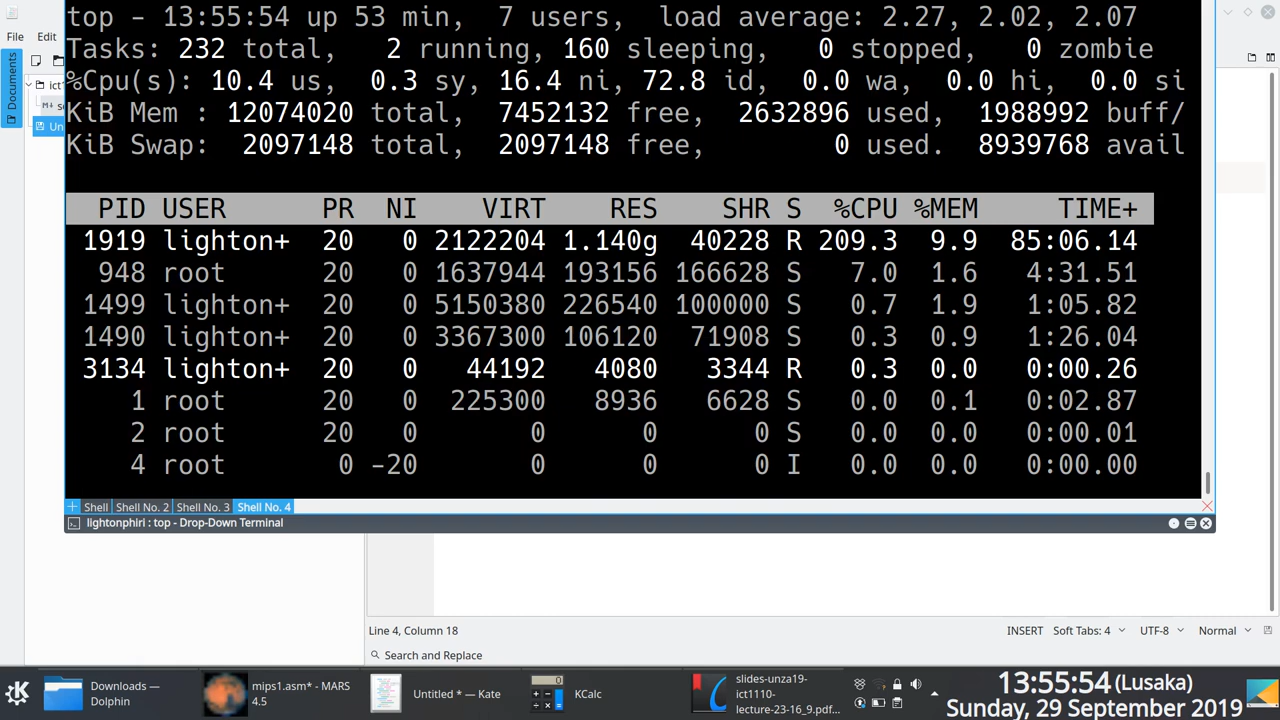 top - 13:55:54 up 53 min, 7 users, load average: 2.27, 2.02, 2.07
File Edit
Tasks: 232 total, 2 running, 160 sleeping, 0 stopped, 0 zombie
%Cpu(s): 10.4 us, 0.3 sy, 16.4 ni, 72.8 id, 0.0 wa, 0.0 hi, 0.0 si
KiB Mem : 12074020 total, 7452132 free, 2632896 used, 1988992 buff/
KiB Swap: 2097148 total, 2097148 free, 0 used. 8939768 avail
Documents
ict1
Un
PID USER PR NI VIRT RES SHR S %CPU %MEM TIME+
1919 lighton+ 20 0 2122204 1.140g 40228 R 209.3 9.9 85:06.14
948 root 20 0 1637944 193156 166628 S 7.0 1.6 4:31.51
1499 lighton+ 20 0 5150380 226540 100000 S 0.7 1.9 1:05.82
1490 lighton+ 20 0 3367300 106120 71908 S 0.3 0.9 1:26.04
3134 lighton+ 20 0 44192 4080 3344 R 0.3 0.0 0:00.26
1 root 20 0 225300 8936 6628 S 0.0 0.1 0:02.87
2 root 20 0 0 0 0 S 0.0 0.0 0:00.01
4 root 0 -20 0 0 0 I 0.0 0.0 0:00.00
Shell Shell No. 2 Shell No. 3 Shell No. 4
lightonphiri : top - Drop-Down Terminal
Line 4, Column 18 INSERT Soft Tabs: 4 UTF-8 Normal
Search and Replace
Downloads —
Dolphin
mips1.asm* - MARS
4.5
Untitled * — Kate
0
KCalc
slides-unza19-
ict1110-
lecture-23-16_9.pdf...
13:55:54 (Lusaka)
Sunday, 29 September 2019